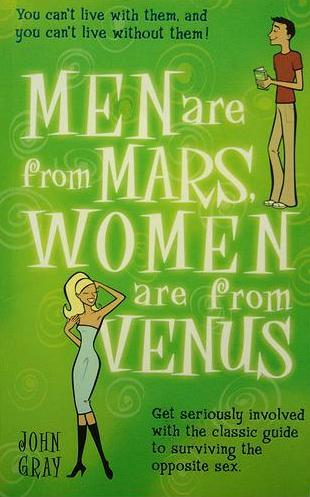 You can't live with them, and
you can't live without them!
MEN are
from MARS,
WOMEN
are from
VENUS
Get seriously involved
with the classic guide
to surviving the
opposite sex.
JOHN
GRAY